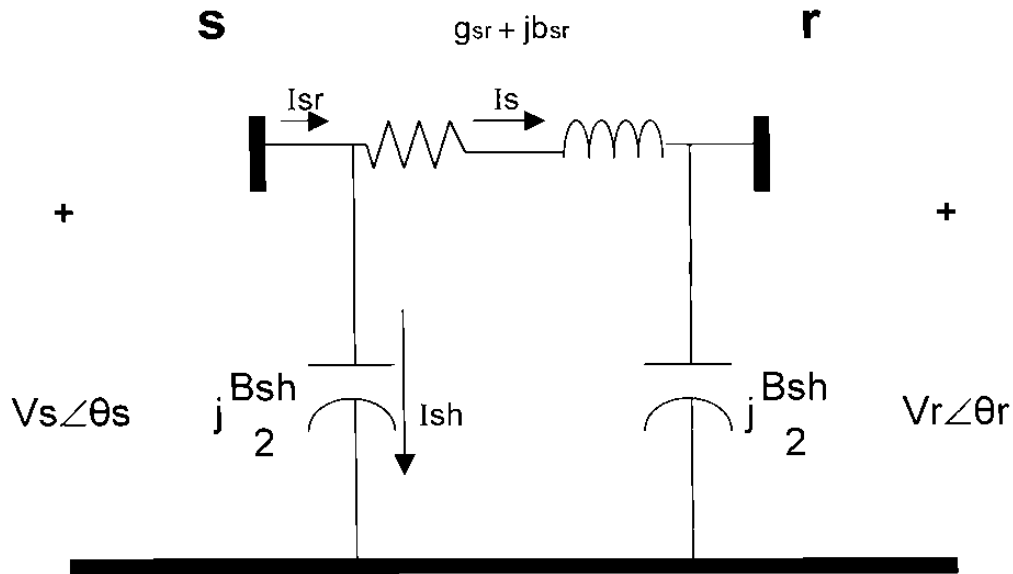 s
gsr + jbsr
r
Isr
Is
+
+
Vs∠θs
j Bsh
2
Ish
j Bsh
2
Vr∠θr